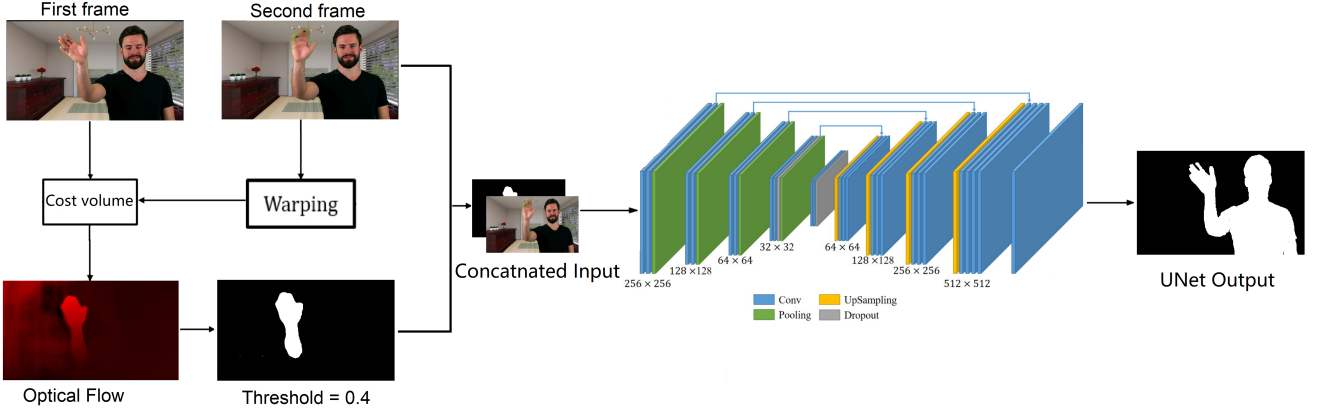 First frame
Second frame
Cost volume
Warping
Optical Flow
Threshold = 0.4
Concatnated Input
256 × 256
128 ×128
64 × 64
32 × 32
64 × 64
128 ×128
256 × 256
512 × 512
Conv
UpSampling
Pooling
Dropout
UNet Output